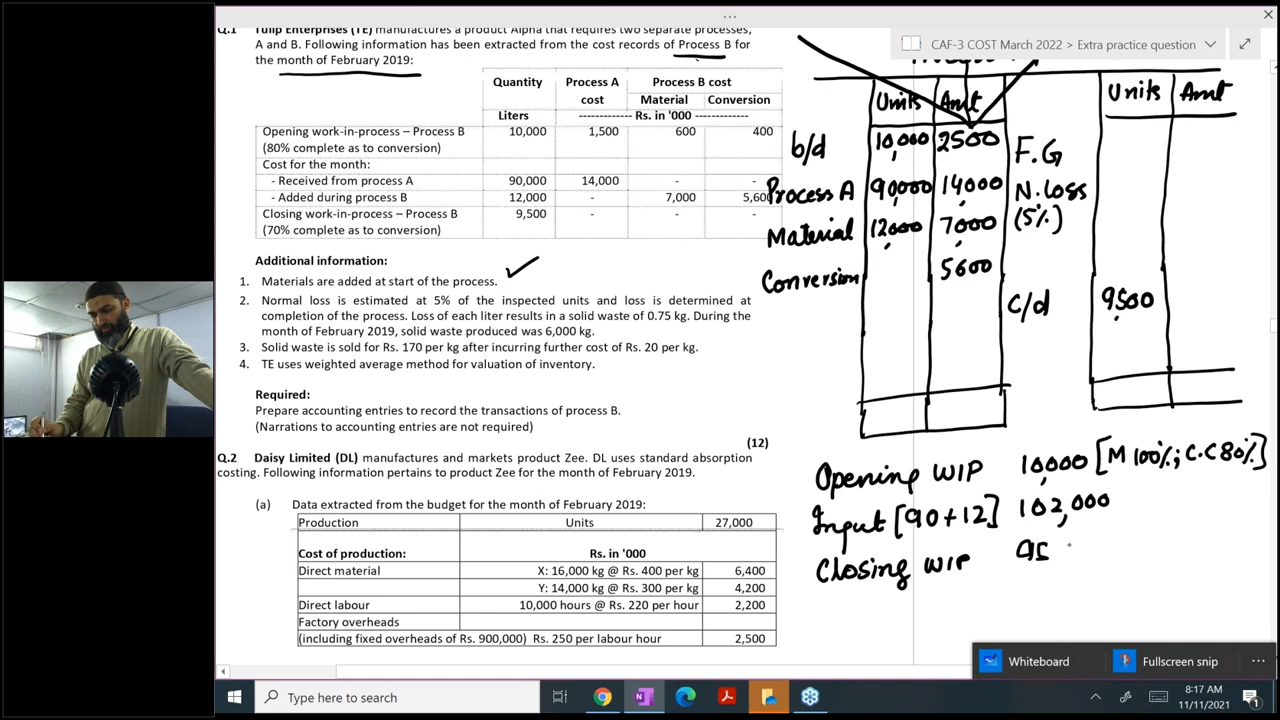 CAF-3 COST March 2022 > Extra practice question
Q.1 Tulip Enterprises (TE) manufactures a product Alpha that requires two separate processes,
A and B. Following information has been extracted from the cost records of Process B for
the month of February 2019:
Quantity Process A Process B cost
cost Material Conversion
Liters ------------ Rs. in '000 ------------
Opening work-in-process – Process B 10,000 1,500 600 400
(80% complete as to conversion)
Cost for the month:
- Received from process A 90,000 14,000 - -
- Added during process B 12,000 - 7,000 5,600
Closing work-in-process – Process B 9,500 - - -
(70% complete as to conversion)
Additional information:
1. Materials are added at start of the process.
2. Normal loss is estimated at 5% of the inspected units and loss is determined at
completion of the process. Loss of each liter results in a solid waste of 0.75 kg. During the
month of February 2019, solid waste produced was 6,000 kg.
3. Solid waste is sold for Rs. 170 per kg after incurring further cost of Rs. 20 per kg.
4. TE uses weighted average method for valuation of inventory.
Required:
Prepare accounting entries to record the transactions of process B.
(Narrations to accounting entries are not required)
(12)
Q.2 Daisy Limited (DL) manufactures and markets product Zee. DL uses standard absorption
costing. Following information pertains to product Zee for the month of February 2019.
(a) Data extracted from the budget for the month of February 2019:
Production Units 27,000
Cost of production: Rs. in '000
Direct material X: 16,000 kg @ Rs. 400 per kg 6,400
Y: 14,000 kg @ Rs. 300 per kg 4,200
Direct labour 10,000 hours @ Rs. 220 per hour 2,200
Factory overheads
(including fixed overheads of Rs. 900,000) Rs. 250 per labour hour 2,500
Units Amt Units Amt
b/d 10,000 2500 F.G
Process A 90,000 14000 N.loss
(5%)
Material 12,000 7000
Conversion 5600
c/d 9,500
Opening WIP 10,000 [M 100%; C.C 80%]
Input [90+12] 102,000
Closing WIP 95
Whiteboard
Fullscreen snip
Type here to search
8:17 AM
11/11/2021
1